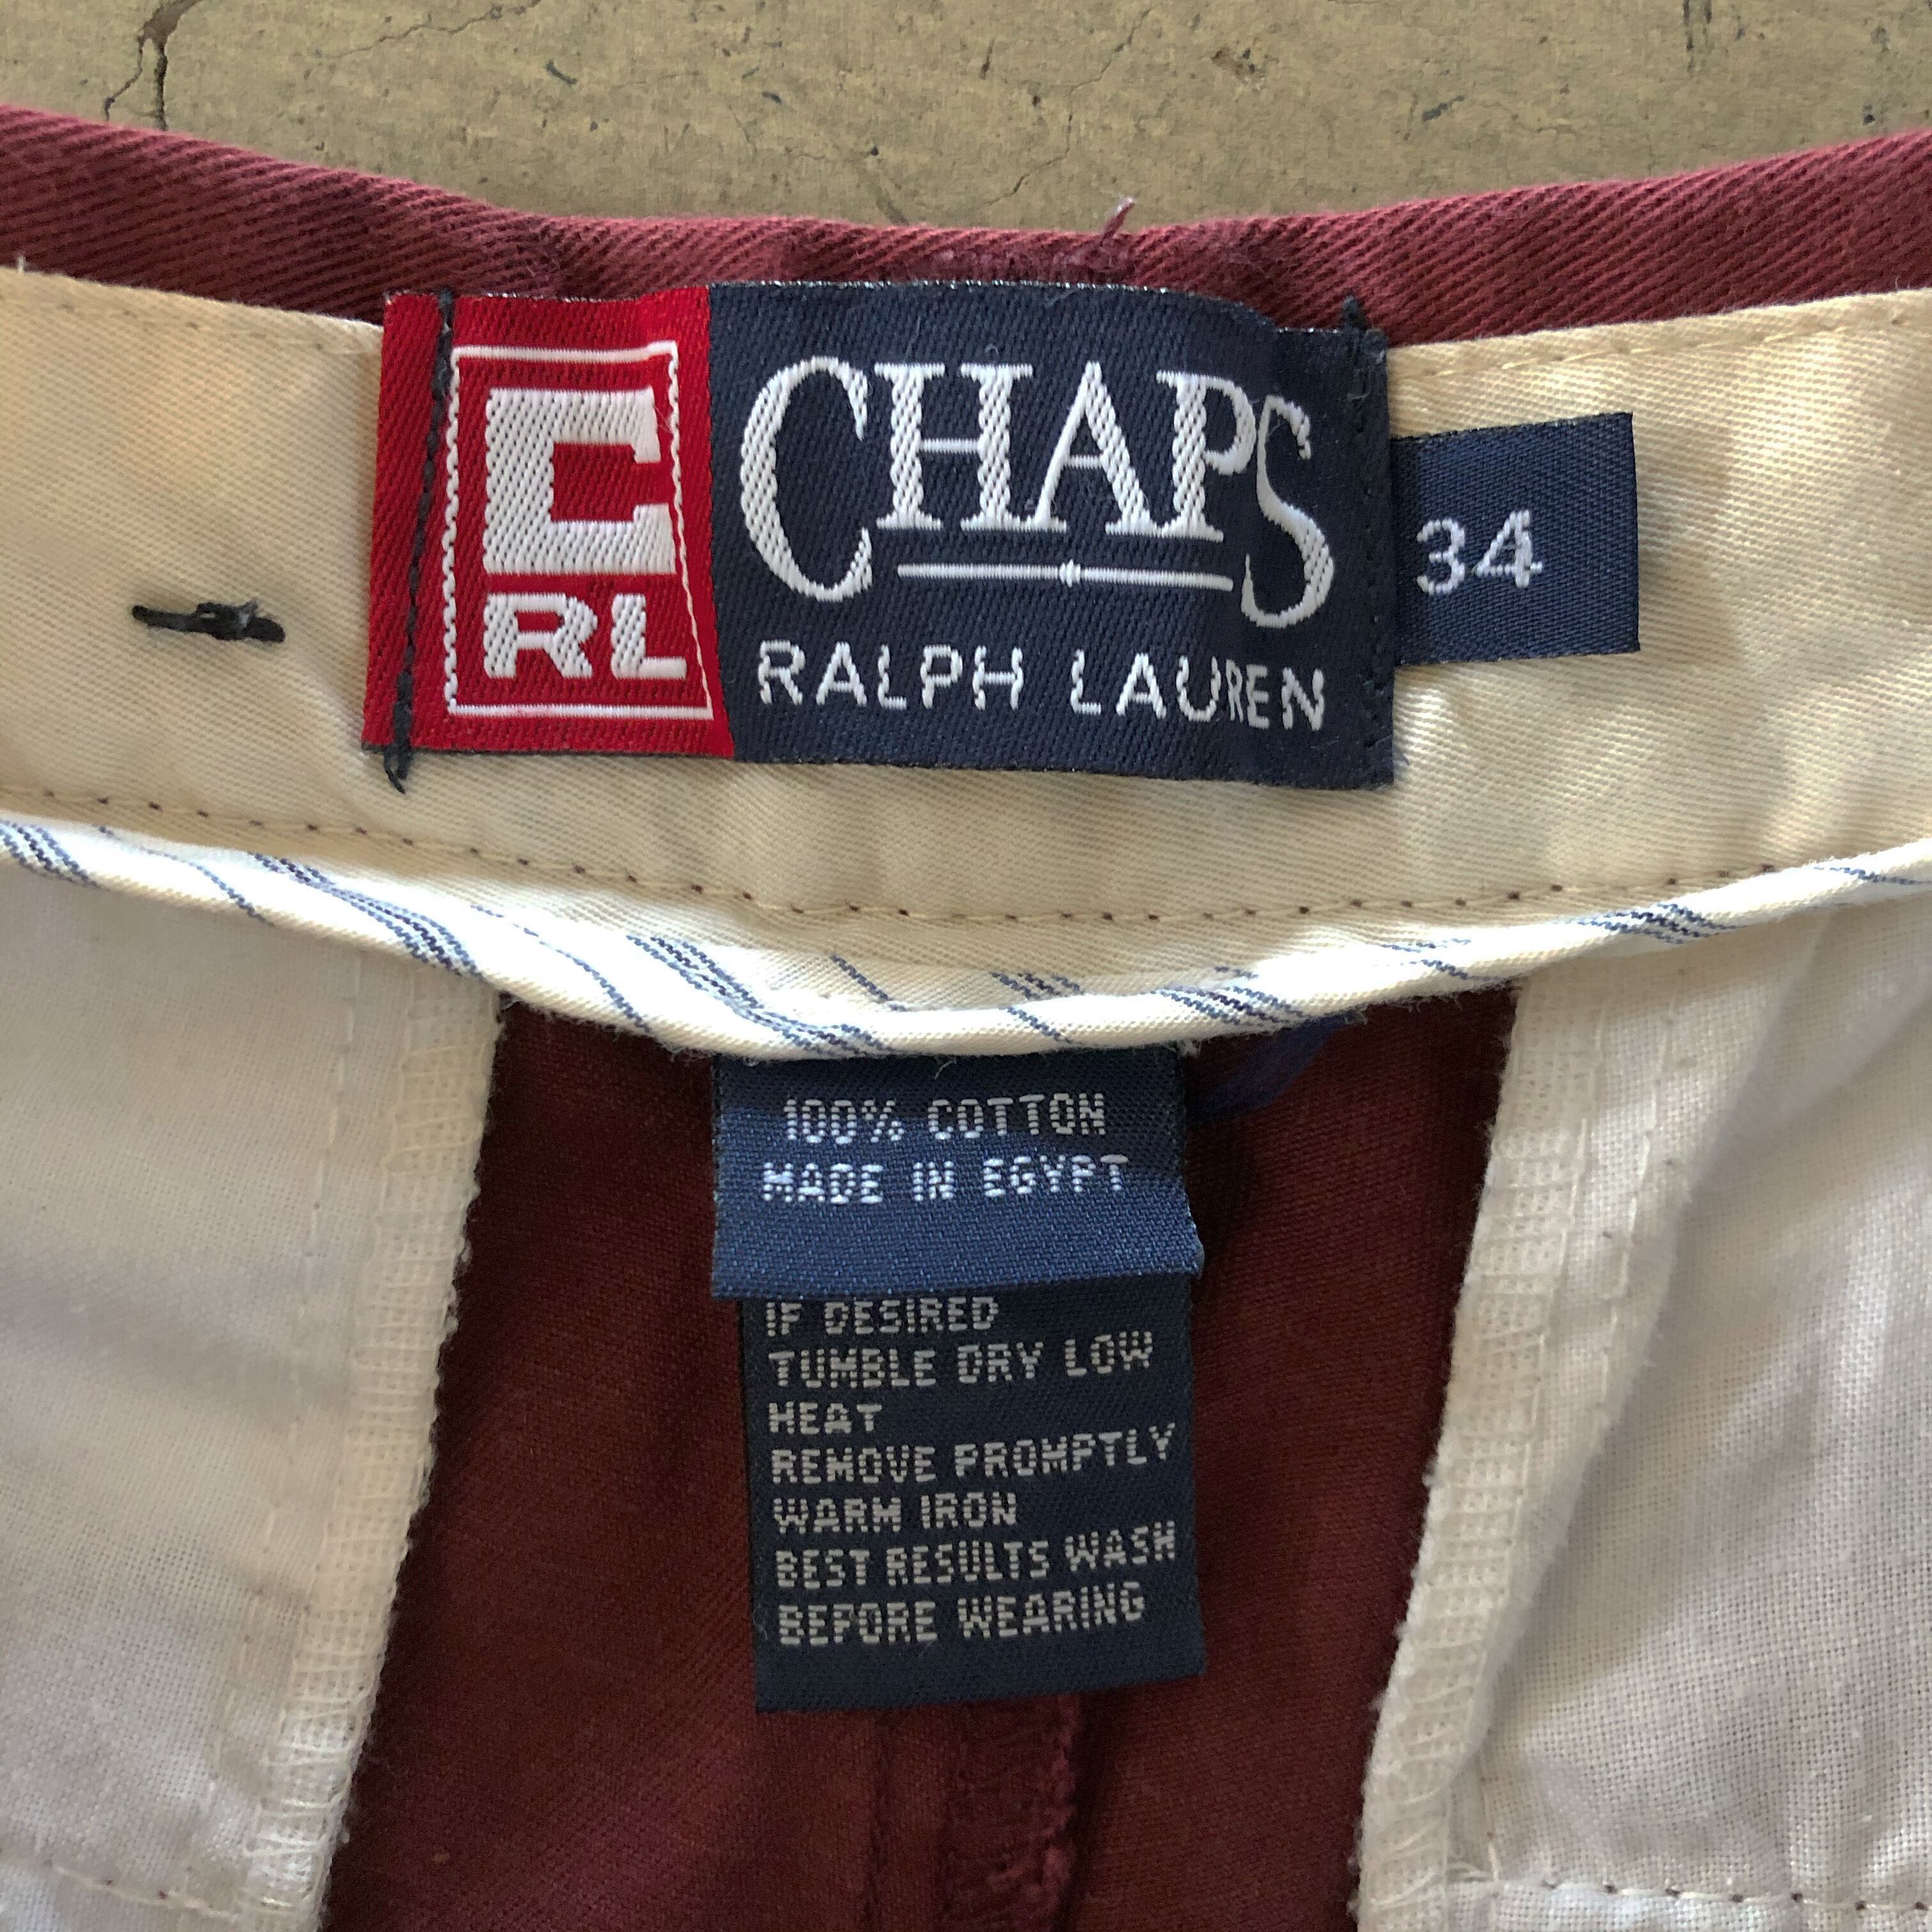 C
RL
CHAPS
RALPH LAUREN
34
100% COTTON
MADE IN EGYPT
IF DESIRED
TUMBLE DRY LOW
HEAT
REMOVE PROMPTLY
WARM IRON
BEST RESULTS WASH
BEFORE WEARING